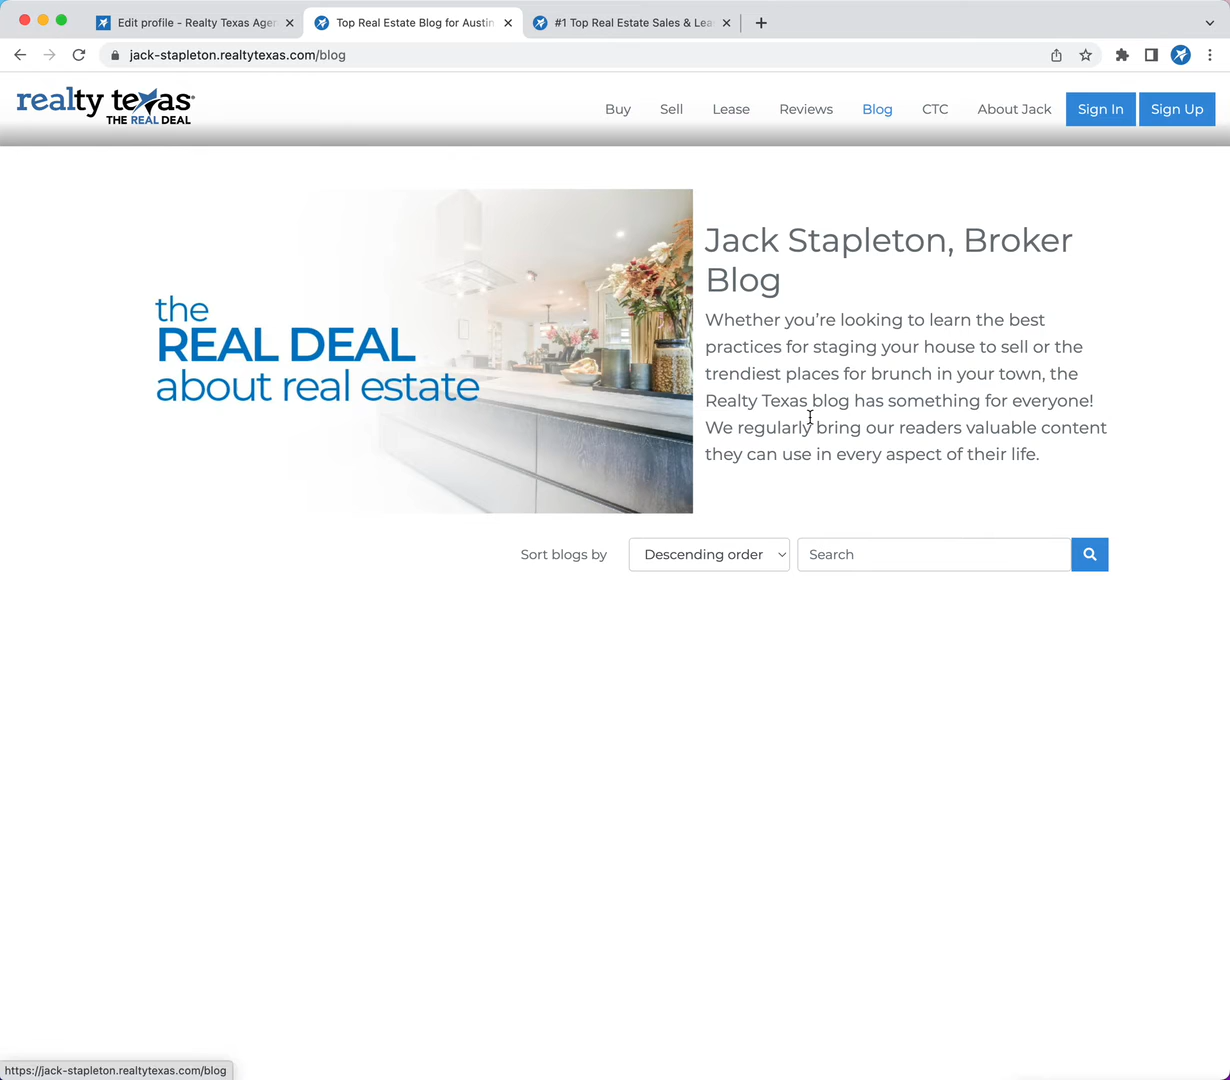 Edit profile - Realty Texas Agen
Top Real Estate Blog for Austin
#1 Top Real Estate Sales & Lea
jack-stapleton.realtytexas.com/blog
realty texas
THE REAL DEAL
Buy
Sell
Lease
Reviews
Blog
CTC
About Jack
Sign In
Sign Up
the
REAL DEAL
about real estate
Jack Stapleton, Broker
Blog
Whether you’re looking to learn the best
practices for staging your house to sell or the
trendiest places for brunch in your town, the
Realty Texas blog has something for everyone!
We regularly bring our readers valuable content
they can use in every aspect of their life.
Sort blogs by
Descending order
Search
https://jack-stapleton.realtytexas.com/blog